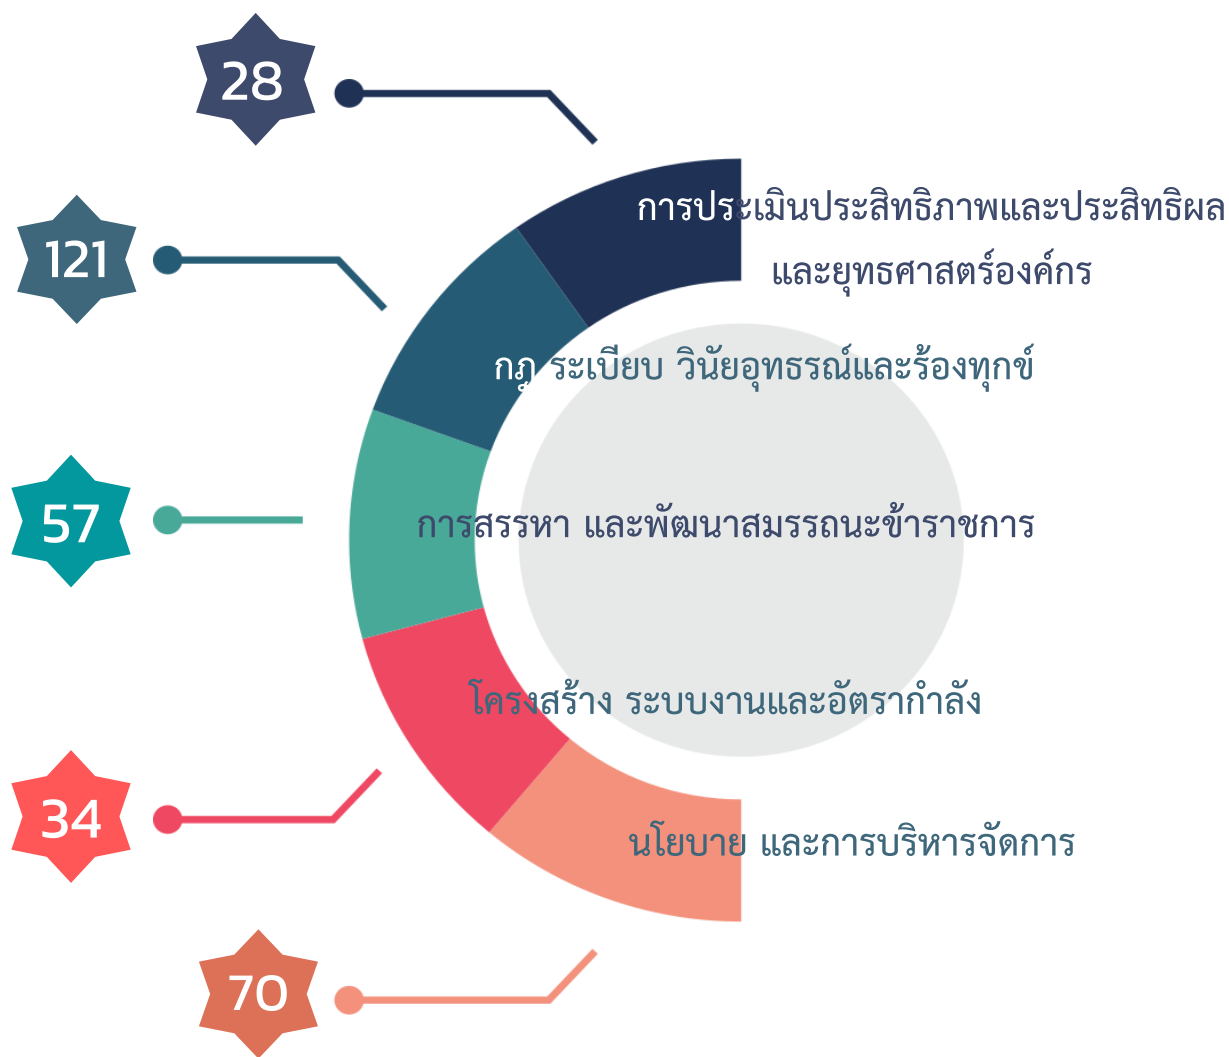 28
การประเมินประสิทธิภาพและประสิทธิผล
และยุทธศาสตร์องค์กร
121
กฎ ระเบียบ วินัยอุทธรณ์และร้องทุกข์
57
การสรรหา และพัฒนาสมรรถนะข้าราชการ
โครงสร้าง ระบบงานและอัตรากำลัง
34
นโยบาย และการบริหารจัดการ
70